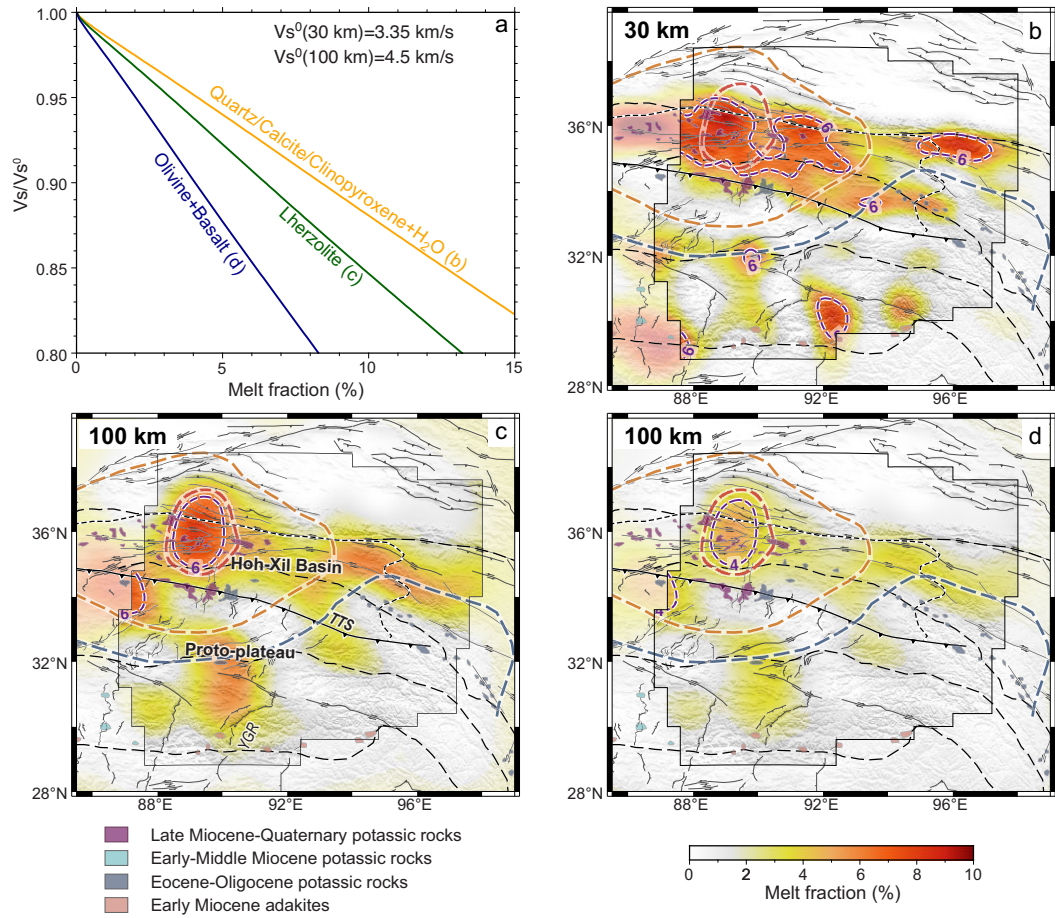 a
Vs⁰(30 km)=3.35 km/s
Vs⁰(100 km)=4.5 km/s
Quartz/Calcite/Clinopyroxene+H₂O (b)
Lherzolite (c)
Olivine+Basalt (d)
1.00
0.95
0.90
0.85
0.80
Vs/Vs⁰
0 5 10 15
Melt fraction (%)
30 km b
36°N
32°N
28°N
88°E 92°E 96°E
6
6
6
6
6
100 km c
36°N
32°N
28°N
88°E 92°E 96°E
6
Hoh-Xil Basin
6
TTS
Proto-plateau
YGR
100 km d
36°N
32°N
28°N
88°E 92°E 96°E
4
4
Late Miocene-Quaternary potassic rocks
Early-Middle Miocene potassic rocks
Eocene-Oligocene potassic rocks
Early Miocene adakites
0 2 4 6 8 10
Melt fraction (%)